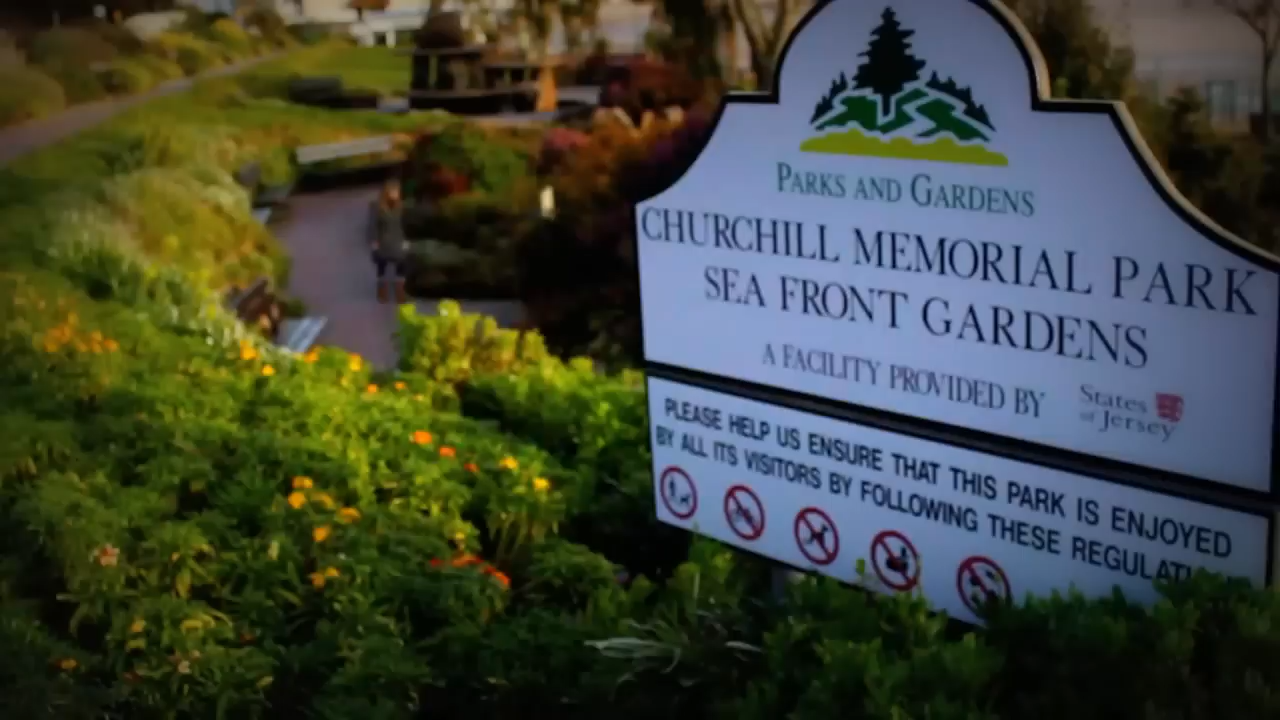 PARKS AND GARDENS
CHURCHILL MEMORIAL PARK
SEA FRONT GARDENS
A FACILITY PROVIDED BY
States
of Jersey
PLEASE HELP US ENSURE THAT THIS PARK IS ENJOYED
BY ALL ITS VISITORS BY FOLLOWING THESE